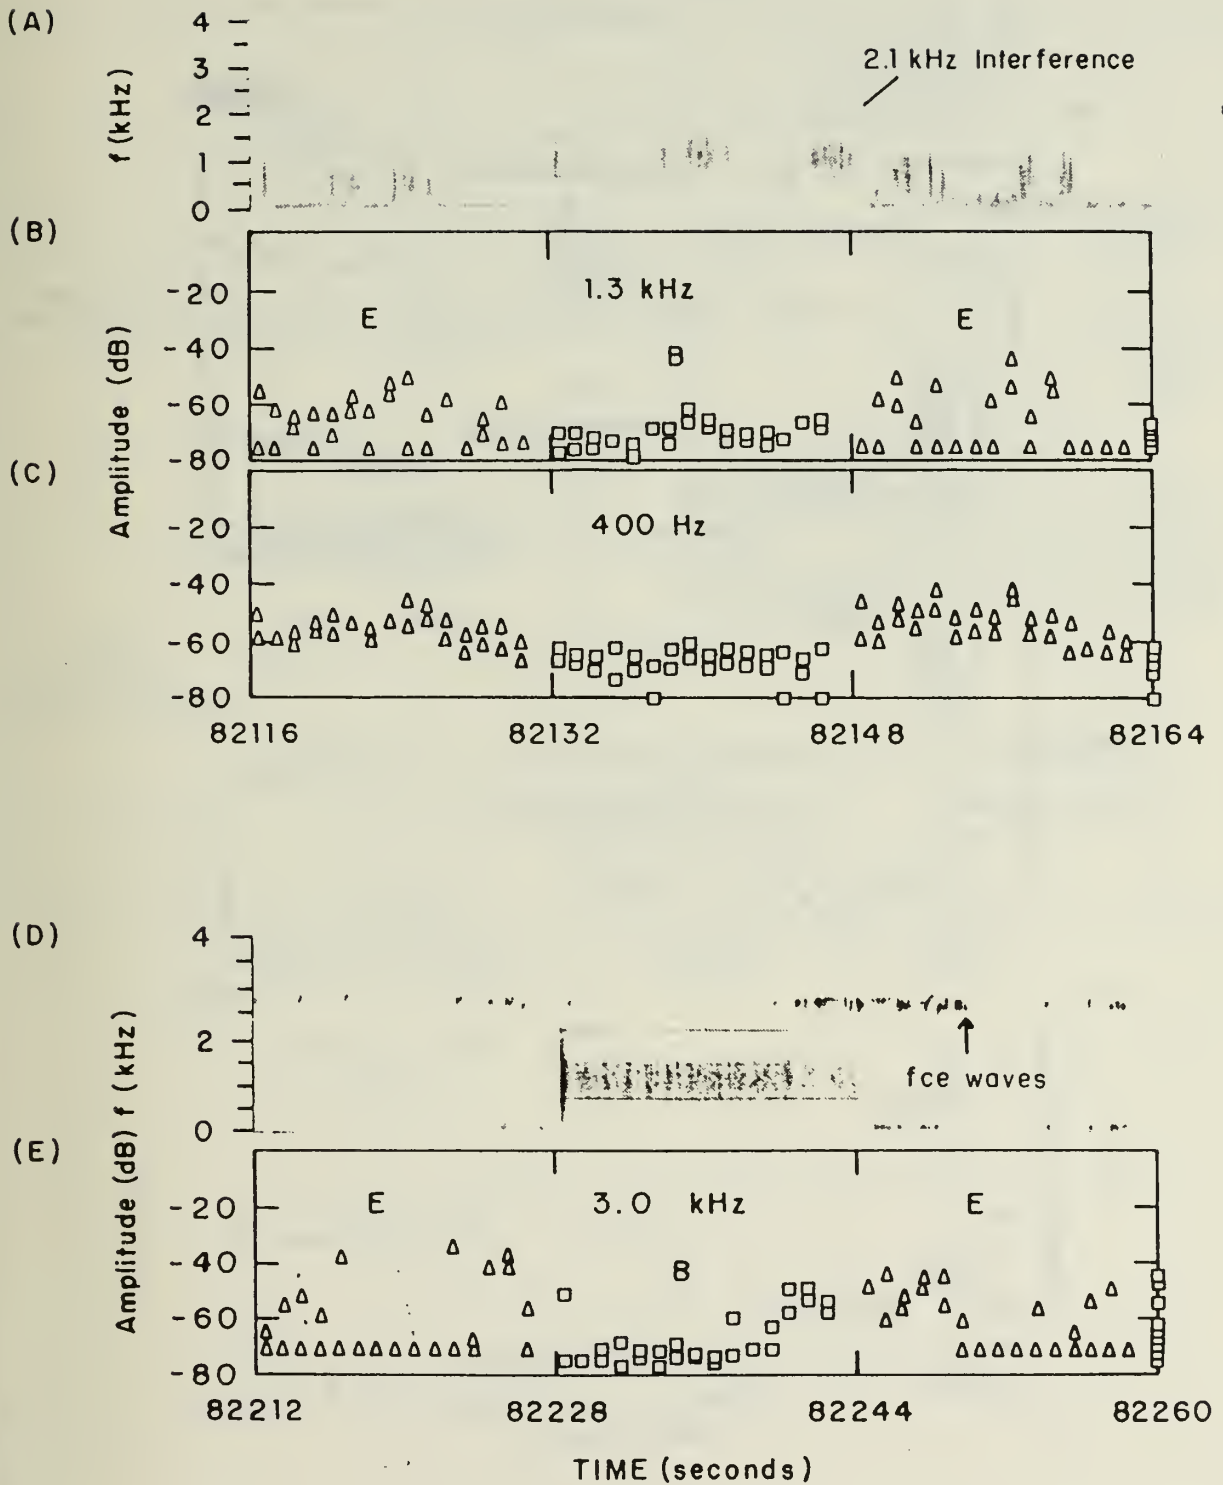 (A)
4
3
2
1
0
f(kHz)
2.1 kHz Interference
(B)
1.3 kHz
-20
-40
-60
-80
E
B
E
Amplitude (dB)
(C)
400 Hz
-20
-40
-60
-80
82116 82132 82148 82164
(D)
4
2
0
f (kHz)
fce waves
(E)
3.0 kHz
-20
-40
-60
-80
E
B
E
Amplitude (dB)
82212 82228 82244 82260
TIME (seconds)